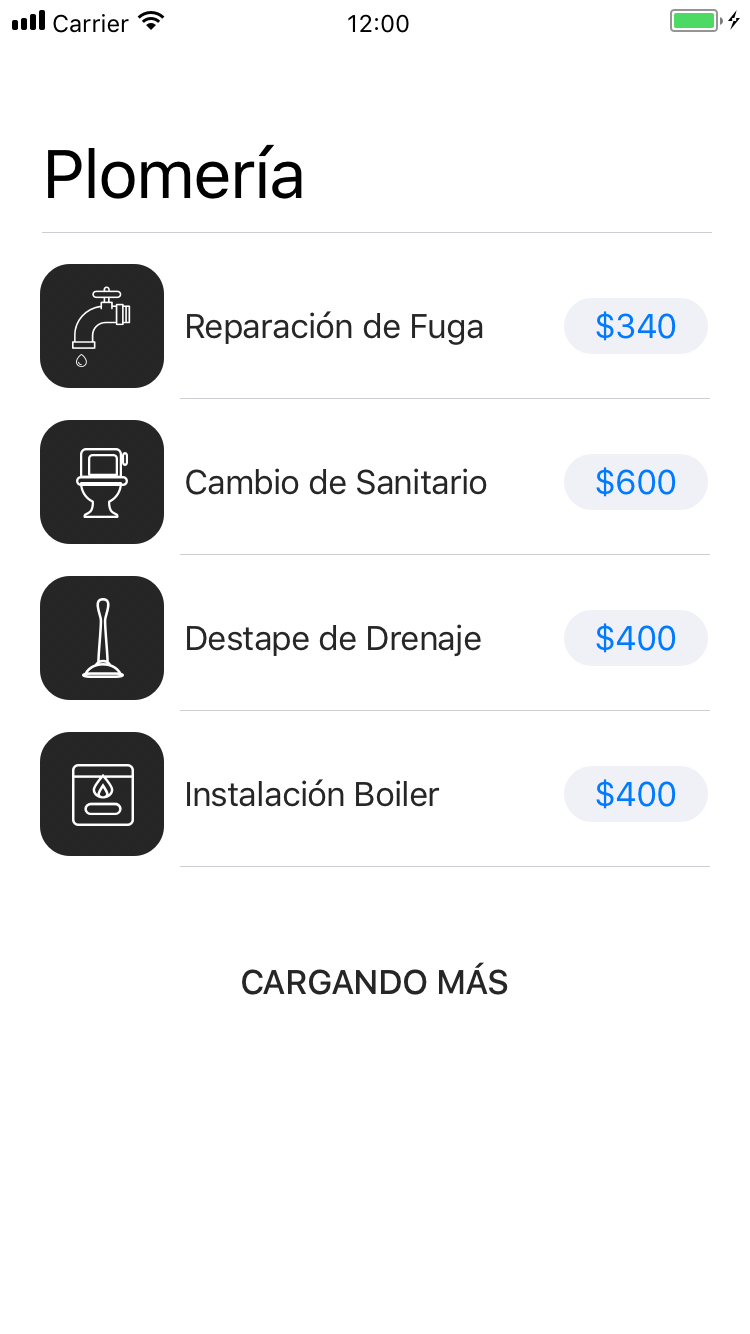 Carrier 12:00
Plomería
Reparación de Fuga $340
Cambio de Sanitario $600
Destape de Drenaje $400
Instalación Boiler $400
CARGANDO MÁS